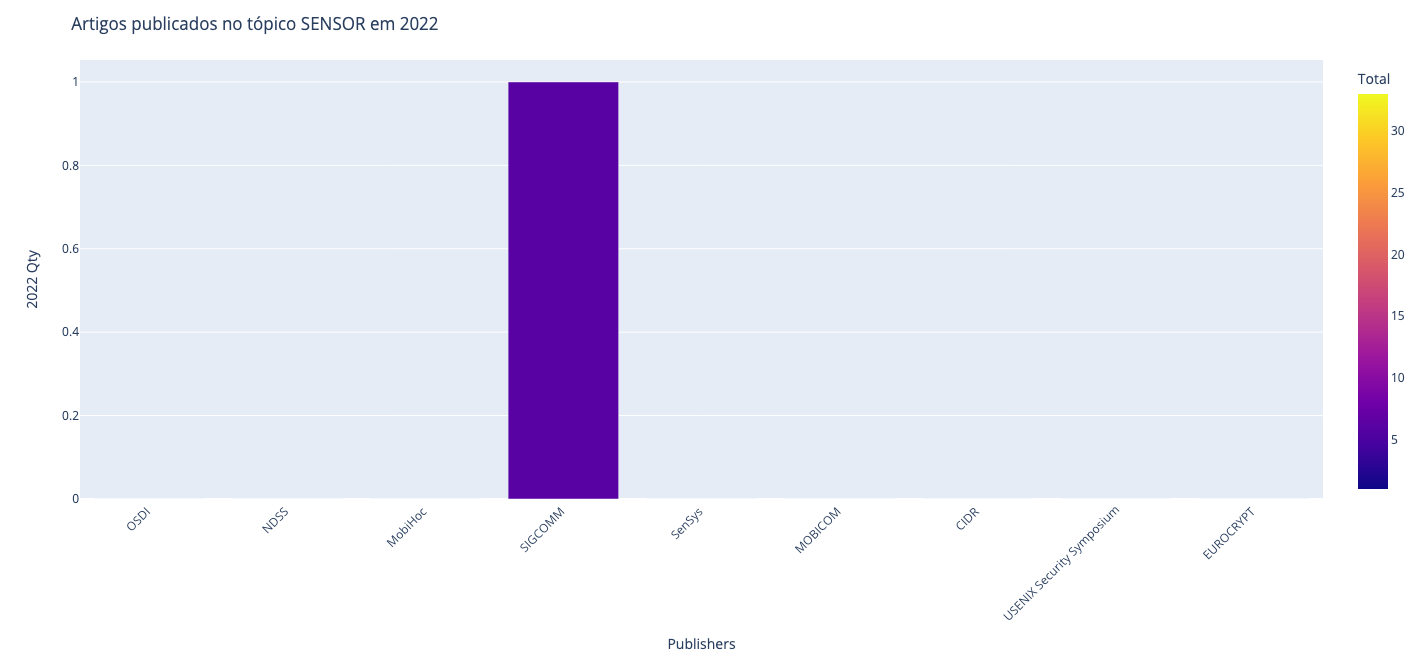 Artigos publicados no tópico SENSOR em 2022
Total
1
0.8
0.6
0.4
0.2
0
2022 Qty
30
25
20
15
10
5
OSDI
NDSS
MobiHoc
SIGCOMM
SenSys
MOBICOM
CIDR
USENIX Security Symposium
EUROCRYPT
Publishers